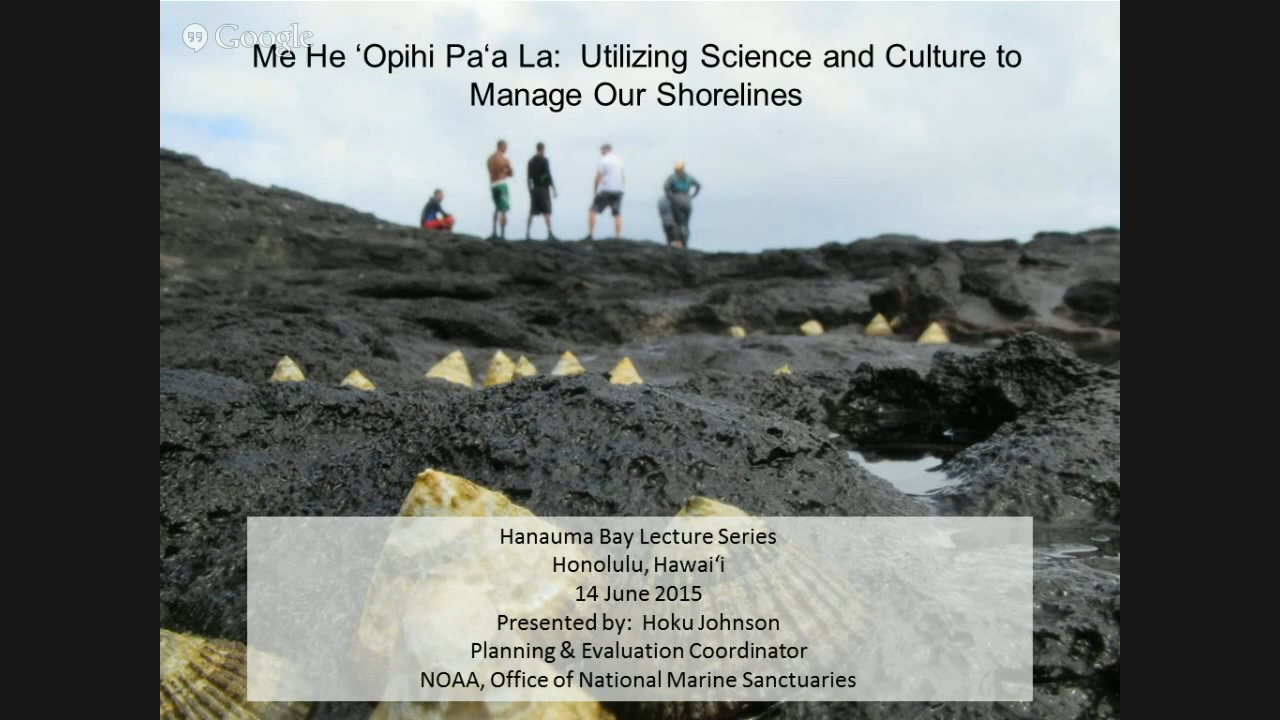 Google
Me He ʻOpihi Paʻa La:  Utilizing Science and Culture to
Manage Our Shorelines
Hanauma Bay Lecture Series
Honolulu, Hawaiʻi
14 June 2015
Presented by:  Hoku Johnson
Planning & Evaluation Coordinator
NOAA, Office of National Marine Sanctuaries